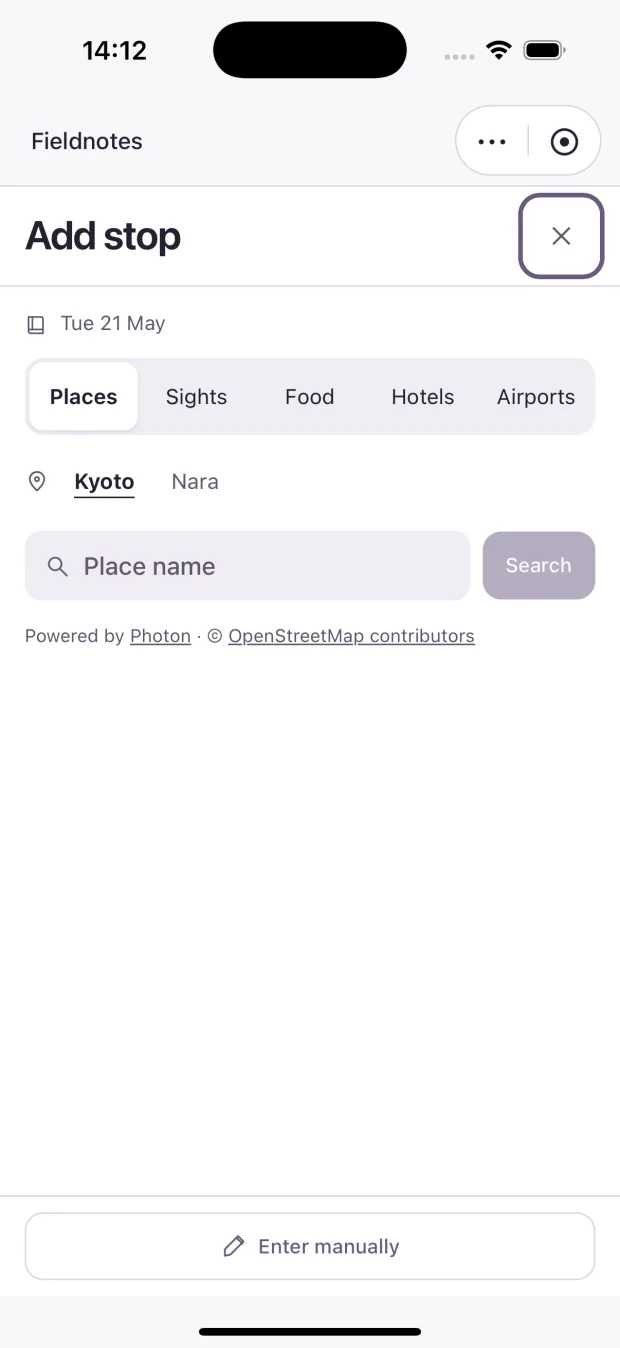 14:12
Fieldnotes
Add stop
Tue 21 May
Places Sights Food Hotels Airports
Kyoto Nara
Place name Search
Powered by Photon · © OpenStreetMap contributors
Enter manually